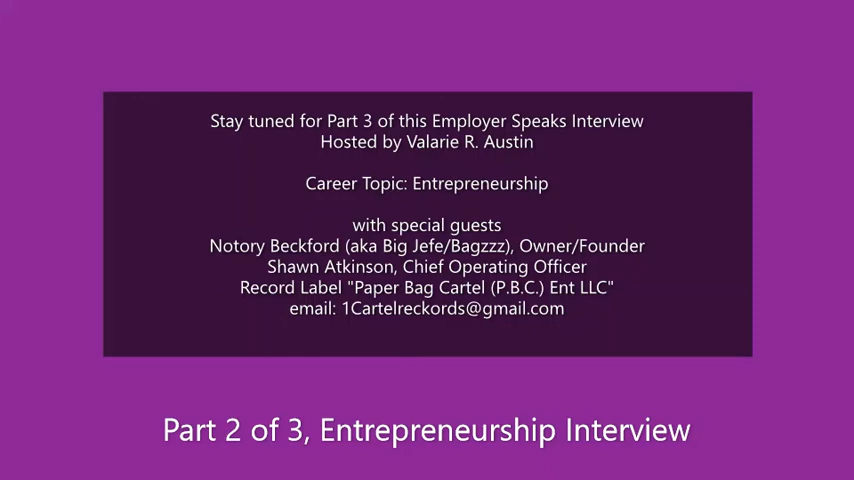 Stay tuned for Part 3 of this Employer Speaks Interview
Hosted by Valarie R. Austin
Career Topic: Entrepreneurship
with special guests
Notory Beckford (aka Big Jefe/Bagzzz), Owner/Founder
Shawn Atkinson, Chief Operating Officer
Record Label "Paper Bag Cartel (P.B.C.) Ent LLC"
email: 1Cartelreckords@gmail.com
Part 2 of 3, Entrepreneurship Interview